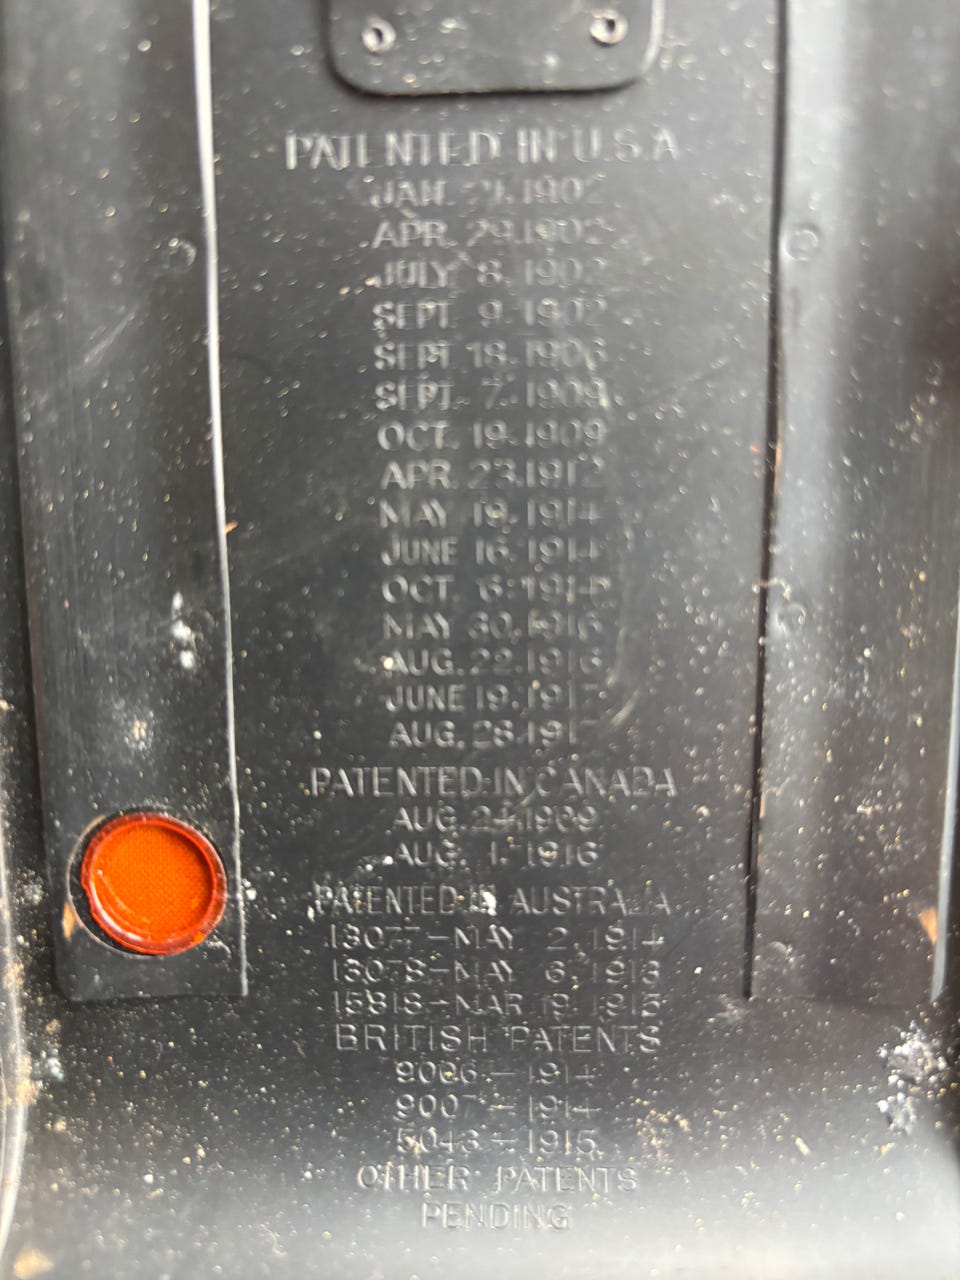 PATENTED IN U.S.A
JAN. 21. 1902
APR. 29. 1902
JULY 8. 1902
SEPT. 9. 1902
SEPT. 18. 1906
SEPT. 7. 1909
OCT. 19. 1909
APR. 23. 1912
MAY 19. 1914
JUNE 16. 1914
OCT. 6. 1914
MAY 30. 1916
AUG. 22. 1916
JUNE 19. 1917
AUG. 28 1917
PATENTED IN CANADA
AUG. 24. 1909
AUG. 1. 1916
PATENTED IN AUSTRALIA
13077-MAY 2. 1914
13078-MAY 6. 1913
15818-MAR 19. 1915
BRITISH PATENTS
9006-1914
9007-1914
5043-1915
OTHER PATENTS
PENDING